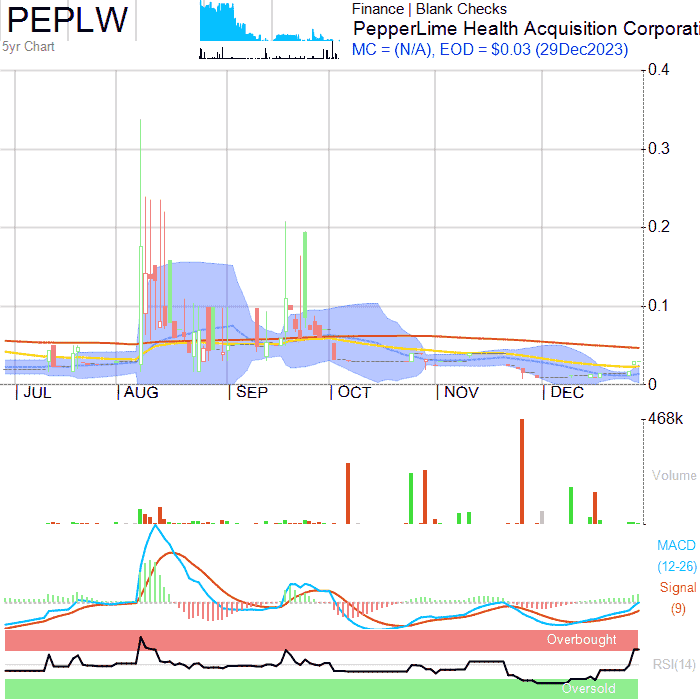 PEPLW
5yr Chart
Finance | Blank Checks
PepperLime Health Acquisition Corporati
MC = (N/A), EOD = $0.03 (29Dec2023)
0.4
0.3
0.2
0.1
0
JUL AUG SEP OCT NOV DEC
468k
Volume
MACD
(12-26)
Signal
(9)
Overbought
RSI(14)
Oversold